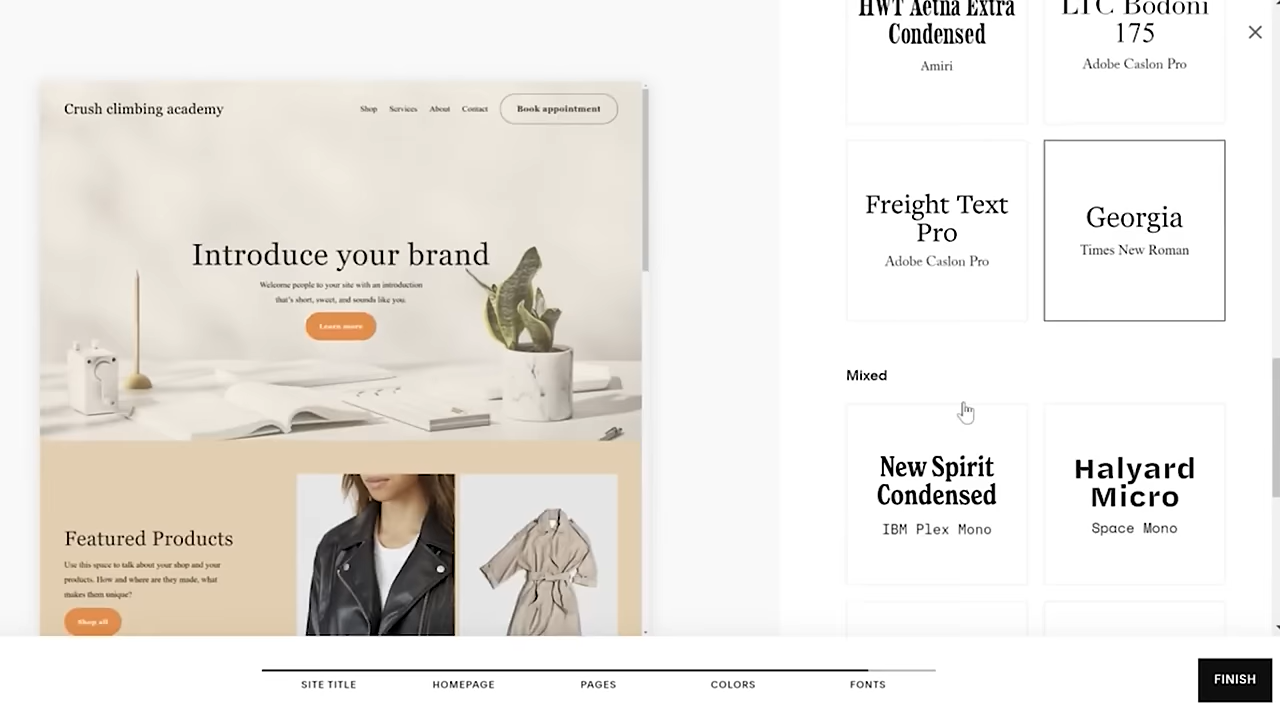 Crush climbing academy
Shop Services About Contact Book appointment
Introduce your brand
Welcome people to your site with an introduction
that's short, sweet, and sounds like you.
Learn more
Featured Products
Use this space to talk about your shop and your
products. How and where are they made, what
makes them unique?
Shop all
HWT Aetna Extra
Condensed
Amiri
LTC Bodoni
175
Adobe Caslon Pro
Freight Text
Pro
Adobe Caslon Pro
Georgia
Times New Roman
Mixed
New Spirit
Condensed
IBM Plex Mono
Halyard
Micro
Space Mono
SITE TITLE HOMEPAGE PAGES COLORS FONTS
FINISH